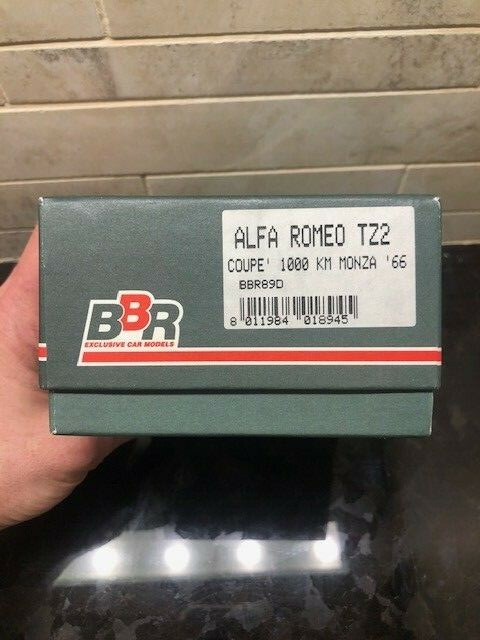 ALFA ROMEO TZ2
COUPE' 1000 KM MONZA '66
BBR89D
8 011984 018945
BBR
EXCLUSIVE CAR MODELS